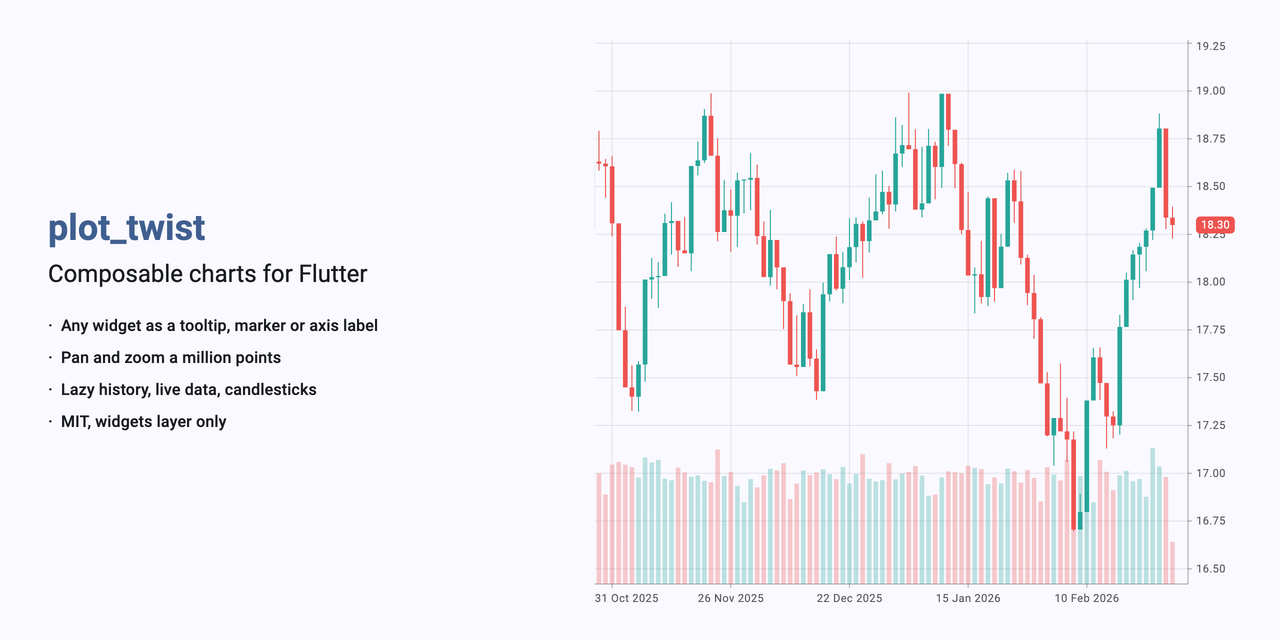 plot_twist
Composable charts for Flutter
· Any widget as a tooltip, marker or axis label
· Pan and zoom a million points
· Lazy history, live data, candlesticks
· MIT, widgets layer only
19.25
19.00
18.75
18.50
18.30
18.25
18.00
17.75
17.50
17.25
17.00
16.75
16.50
31 Oct 2025 26 Nov 2025 22 Dec 2025 15 Jan 2026 10 Feb 2026